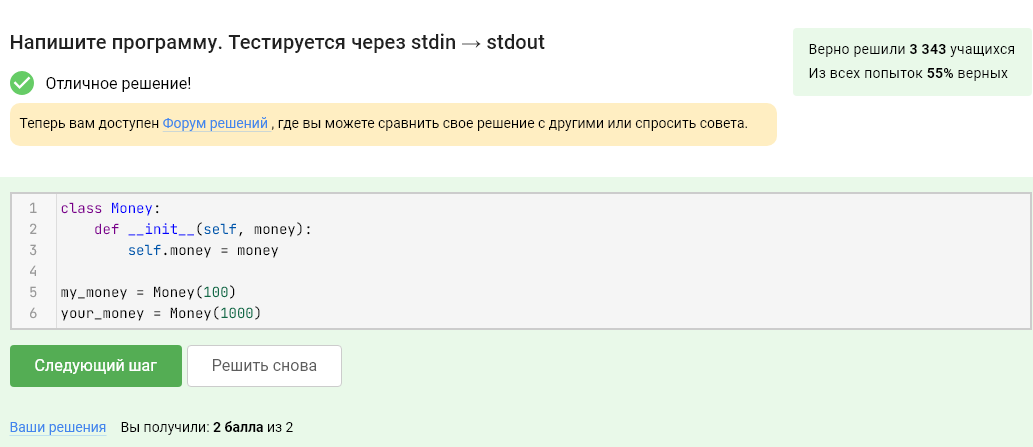 Напишите программу. Тестируется через stdin → stdout
Верно решили 3 343 учащихся
Из всех попыток 55% верных
Отличное решение!
Теперь вам доступен Форум решений , где вы можете сравнить свое решение с другими или спросить совета.
1 class Money:
2     def __init__(self, money):
3         self.money = money
4
5 my_money = Money(100)
6 your_money = Money(1000)
Следующий шаг Решить снова
Ваши решения Вы получили: 2 балла из 2